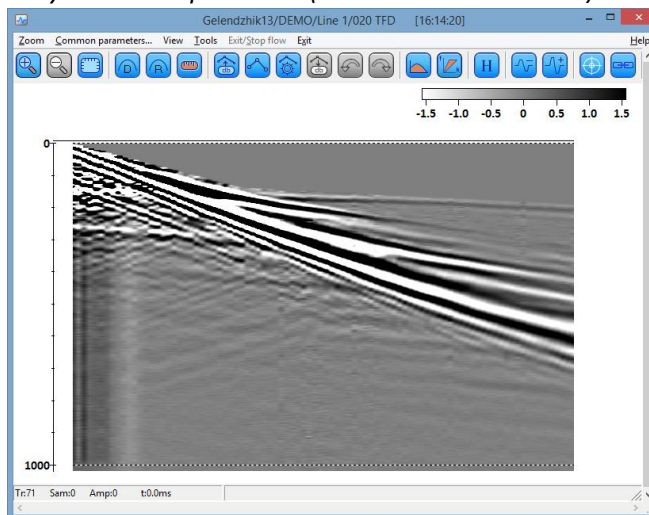 Gelendzhik13/DEMO/Line 1/020 TFD [16:14:20]
Zoom Common parameters... View Tools Exit/Stop flow Exit Help
D R H
-1.5 -1.0 -0.5 0 0.5 1.0 1.5
0
1000
Tr:71 Sam:0 Amp:0 t:0.0ms